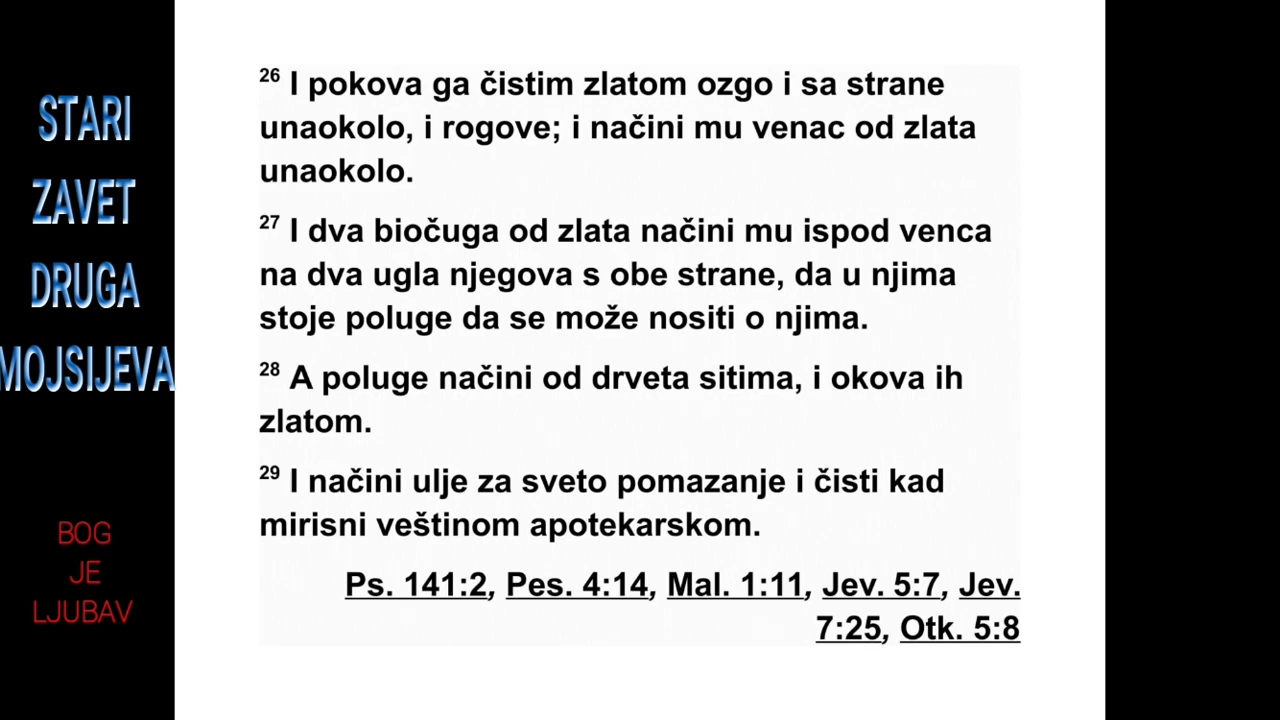 STARI
ZAVET
DRUGA
MOJSIJEVA
BOG
JE
LJUBAV
26 I pokova ga čistim zlatom ozgo i sa strane
unaokolo, i rogove; i načini mu venac od zlata
unaokolo.
27 I dva biočuga od zlata načini mu ispod venca
na dva ugla njegova s obe strane, da u njima
stoje poluge da se može nositi o njima.
28 A poluge načini od drveta sitima, i okova ih
zlatom.
29 I načini ulje za sveto pomazanje i čisti kad
mirisni veštinom apotekarskom.
Ps. 141:2, Pes. 4:14, Mal. 1:11, Jev. 5:7, Jev.
7:25, Otk. 5:8